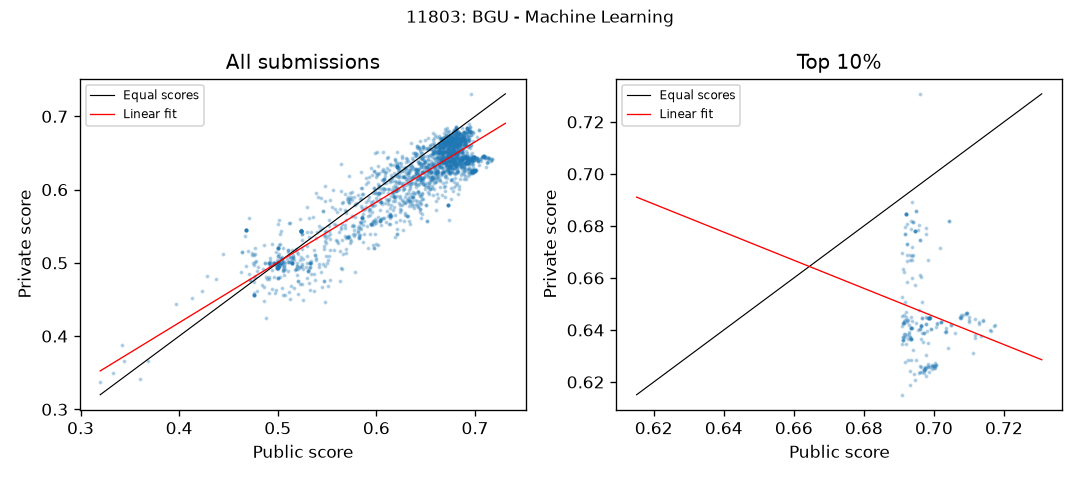 11803: BGU - Machine Learning
All submissions
Equal scores
Linear fit
Private score
0.7
0.6
0.5
0.4
0.3
0.3 0.4 0.5 0.6 0.7
Public score
Top 10%
Equal scores
Linear fit
Private score
0.72
0.70
0.68
0.66
0.64
0.62
0.62 0.64 0.66 0.68 0.70 0.72
Public score